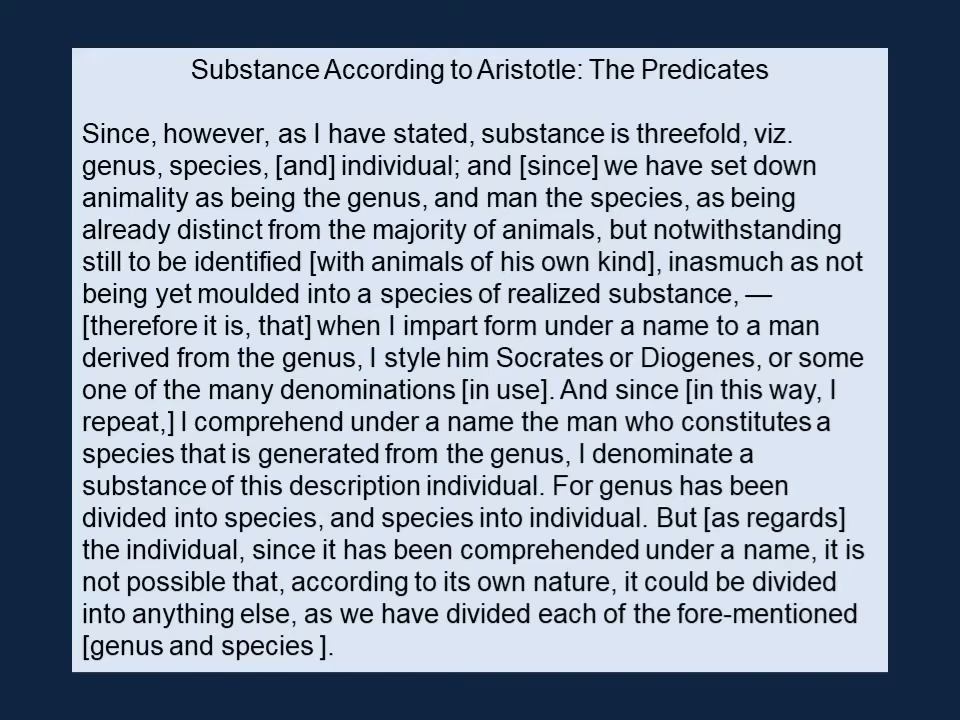 Substance According to Aristotle: The Predicates
Since, however, as I have stated, substance is threefold, viz.
genus, species, [and] individual; and [since] we have set down
animality as being the genus, and man the species, as being
already distinct from the majority of animals, but notwithstanding
still to be identified [with animals of his own kind], inasmuch as not
being yet moulded into a species of realized substance, —
[therefore it is, that] when I impart form under a name to a man
derived from the genus, I style him Socrates or Diogenes, or some
one of the many denominations [in use]. And since [in this way, I
repeat,] I comprehend under a name the man who constitutes a
species that is generated from the genus, I denominate a
substance of this description individual. For genus has been
divided into species, and species into individual. But [as regards]
the individual, since it has been comprehended under a name, it is
not possible that, according to its own nature, it could be divided
into anything else, as we have divided each of the fore-mentioned
[genus and species ].